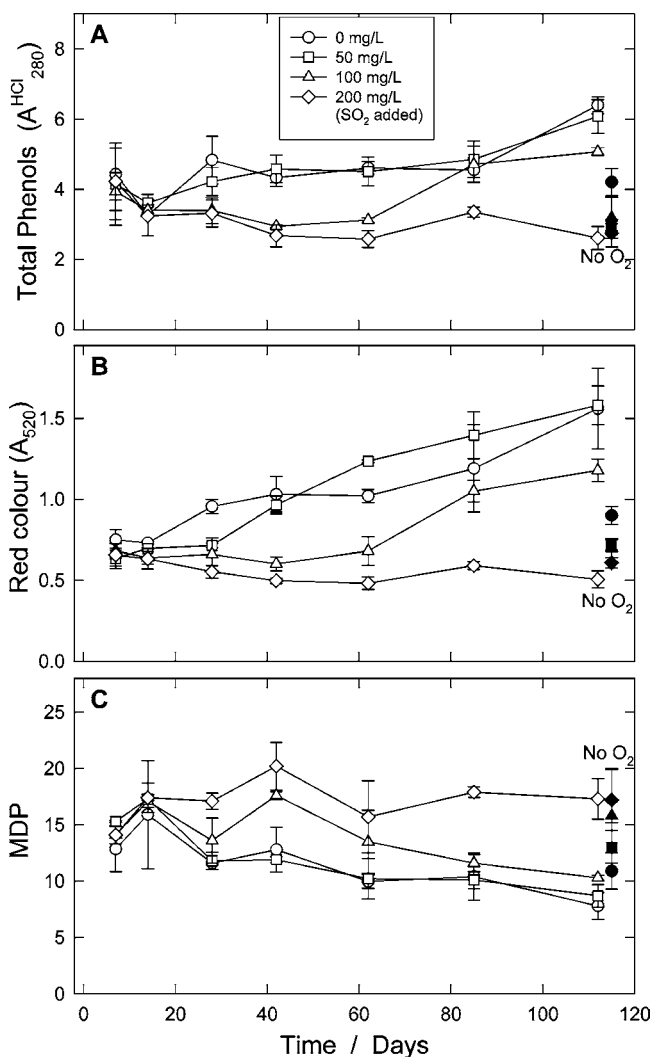 A
0 mg/L
50 mg/L
100 mg/L
200 mg/L
(SO2 added)
Total Phenols (A^HCl_280)
8
6
4
2
0
No O2
B
Red colour (A520)
1.5
1.0
0.5
0.0
No O2
C
MDP
25
20
15
10
5
0
No O2
0 20 40 60 80 100 120
Time / Days